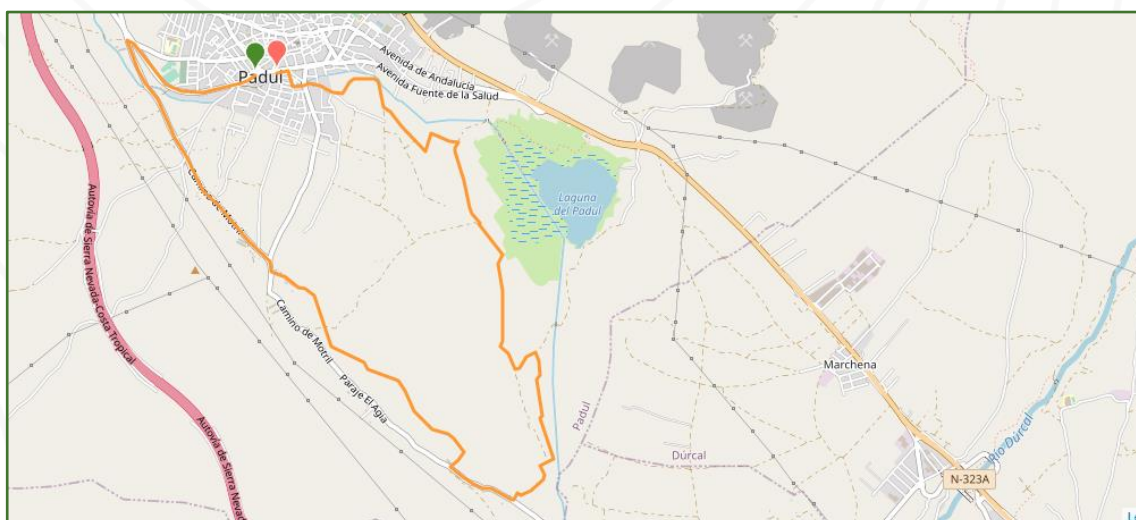 Padul
Avenida de Andalucía
Avenida Fuente de la Salud
Laguna
del Padul
Camino de Motril
Autovía de Sierra Nevada-Costa Tropical
Camino de Motril
Paraje El Agia
Marchena
Padul
Dúrcal
Río Dúrcal
N-323A
Autovía de Sierra Neva